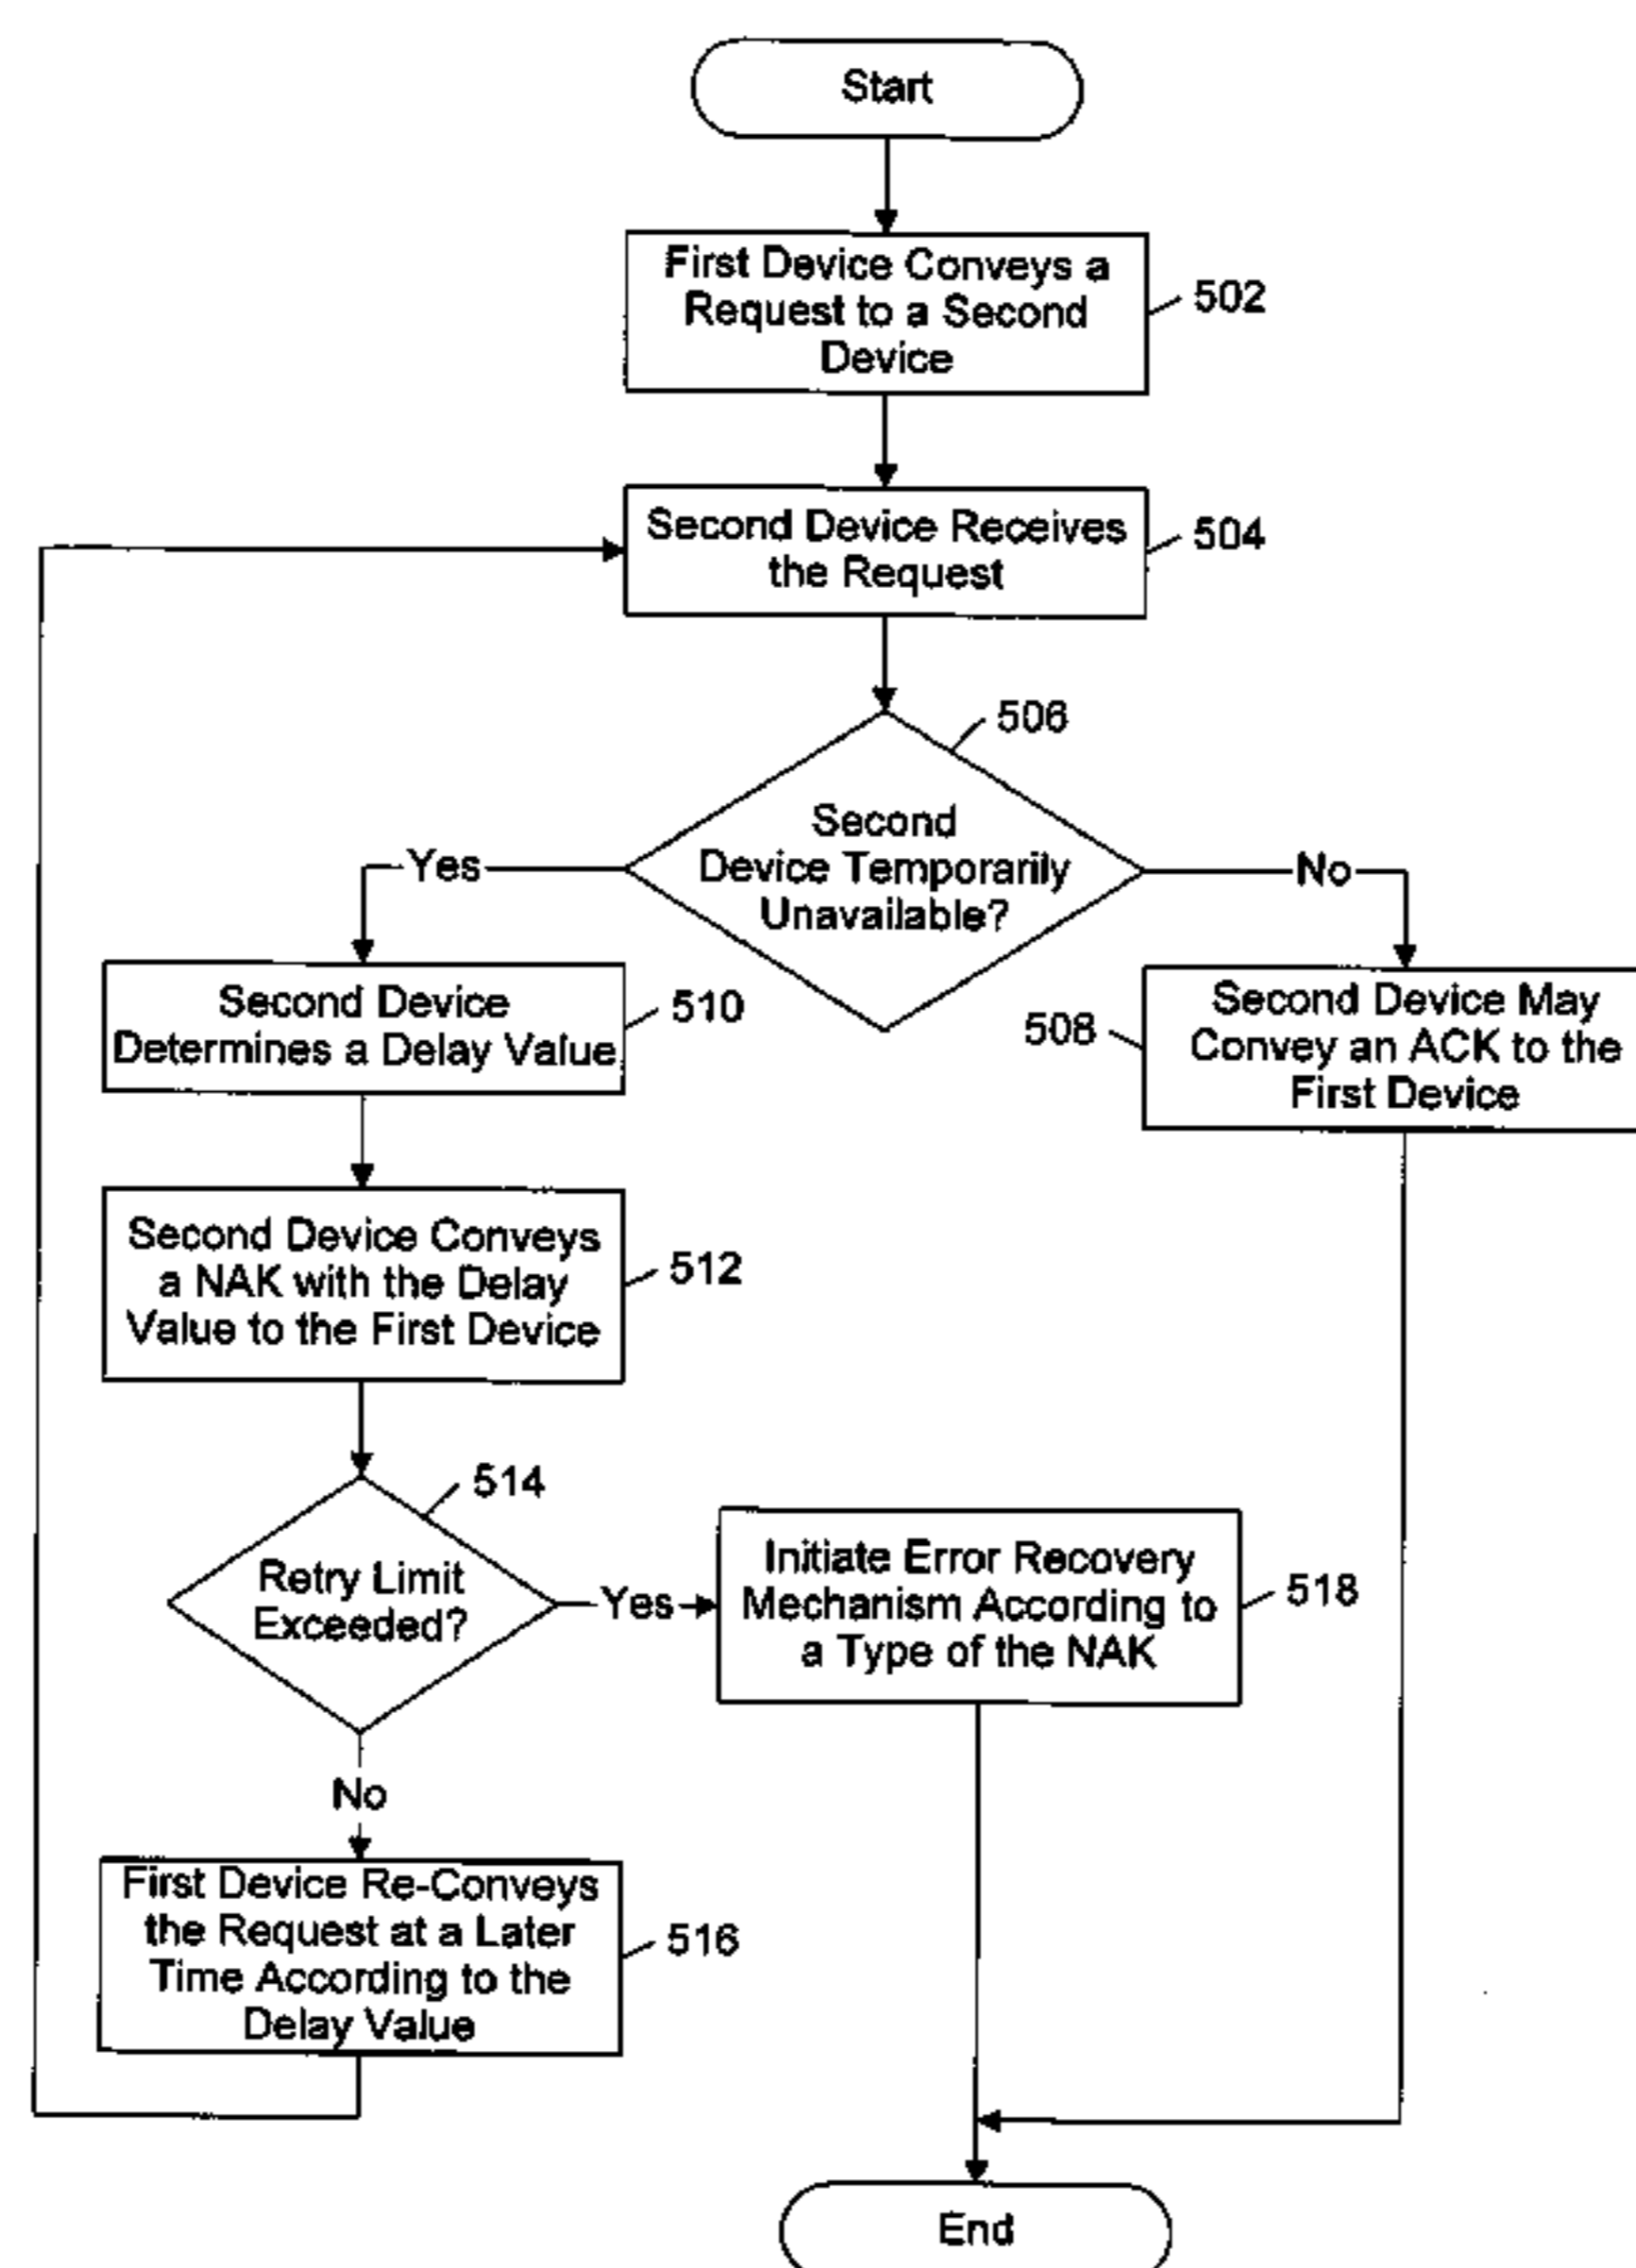 Start
First Device Conveys a
Request to a Second
Device
502
Second Device Receives
the Request
504
506
Second
Device Temporarily
Unavailable?
Yes
No
Second Device
Determines a Delay Value
510
508
Second Device May
Convey an ACK to the
First Device
Second Device Conveys
a NAK with the Delay
Value to the First Device
512
514
Retry Limit
Exceeded?
Yes
Initiate Error Recovery
Mechanism According to
a Type of the NAK
518
No
First Device Re-Conveys
the Request at a Later
Time According to the
Delay Value
516
End